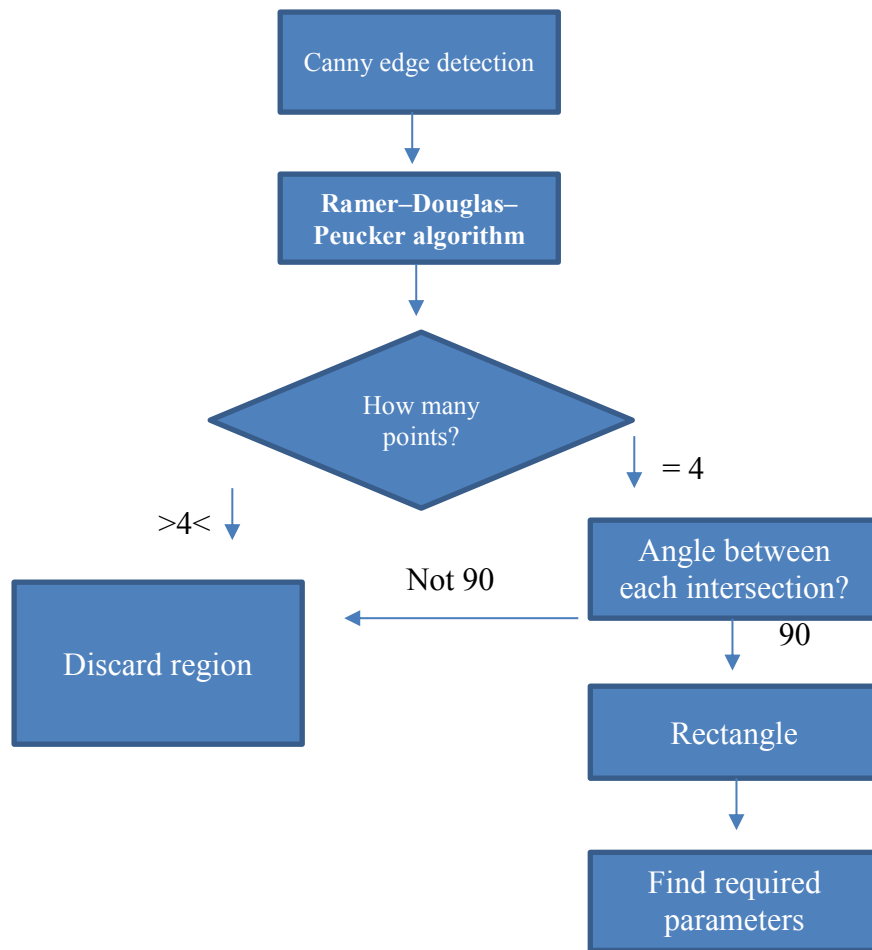 Canny edge detection
Ramer–Douglas–
Peucker algorithm
How many
points?
= 4
>4<
Angle between
each intersection?
Not 90
90
Discard region
Rectangle
Find required
parameters